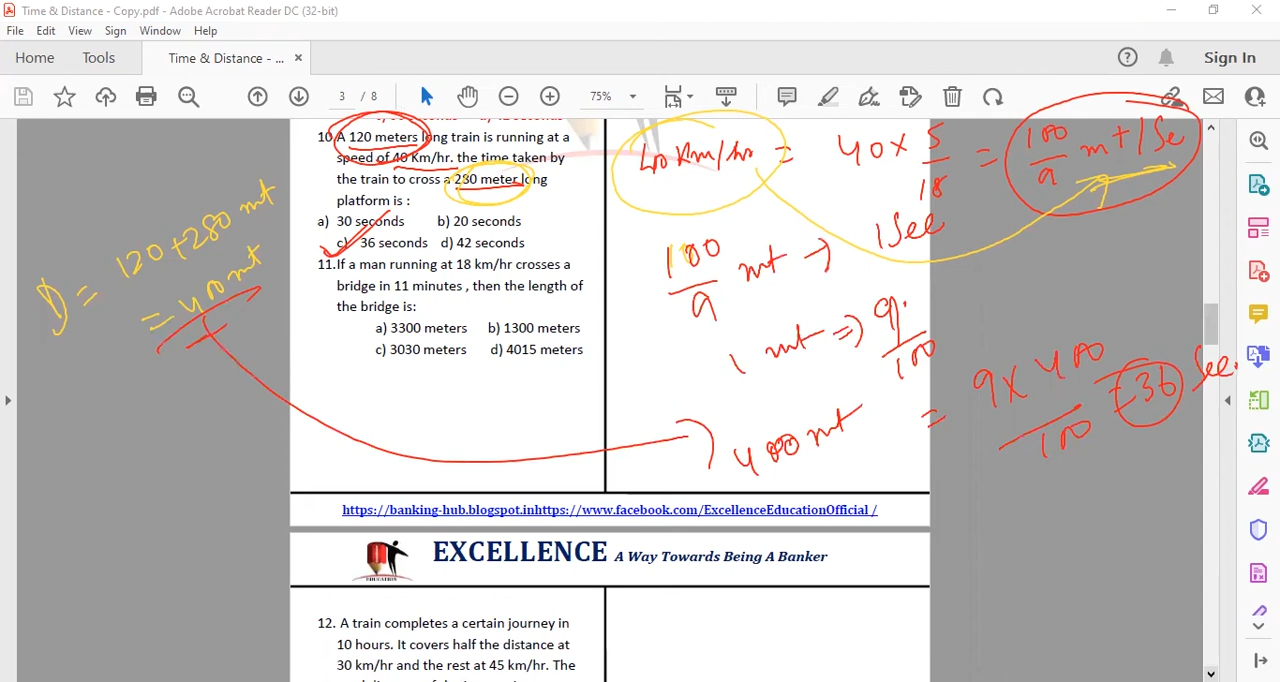 Time & Distance - Copy.pdf - Adobe Acrobat Reader DC (32-bit)
File Edit View Sign Window Help
Home Tools Time & Distance - ... × Sign In
3 / 8 75%
10.A 120 meters long train is running at a
speed of 40 Km/hr. the time taken by
the train to cross a 280 meter long
platform is :
a) 30 seconds b) 20 seconds
c) 36 seconds d) 42 seconds
11.If a man running at 18 km/hr crosses a
bridge in 11 minutes , then the length of
the bridge is:
a) 3300 meters b) 1300 meters
c) 3030 meters d) 4015 meters
D = 120+280 mt
= 400 mt
40 Km/hr = 40 × 5/18 = 100/9 m + 1 Sec
100/9 mt → 1 Sec
1 mt ⇒ 9/100
400 mt = 9 × 400/100 = 36 Sec.
https://banking-hub.blogspot.inhttps://www.facebook.com/ExcellenceEducationOfficial /
EDUCATION
EXCELLENCE A Way Towards Being A Banker
12. A train completes a certain journey in
10 hours. It covers half the distance at
30 km/hr and the rest at 45 km/hr. The